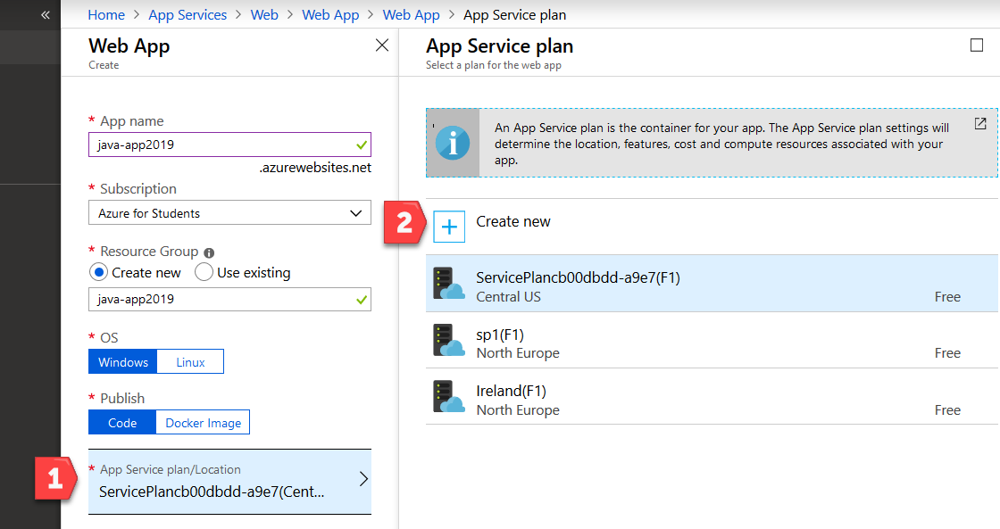 «
Home > App Services > Web > Web App > Web App > App Service plan
Web App
Create
* App name
java-app2019
.azurewebsites.net
* Subscription
Azure for Students
* Resource Group
Create new Use existing
java-app2019
* OS
Windows Linux
* Publish
Code Docker Image
1
* App Service plan/Location
ServicePlancb00dbdd-a9e7(Cent...
App Service plan
Select a plan for the web app
An App Service plan is the container for your app. The App Service plan settings will
determine the location, features, cost and compute resources associated with your
app.
2
Create new
ServicePlancb00dbdd-a9e7(F1)
Central US Free
sp1(F1)
North Europe Free
Ireland(F1)
North Europe Free